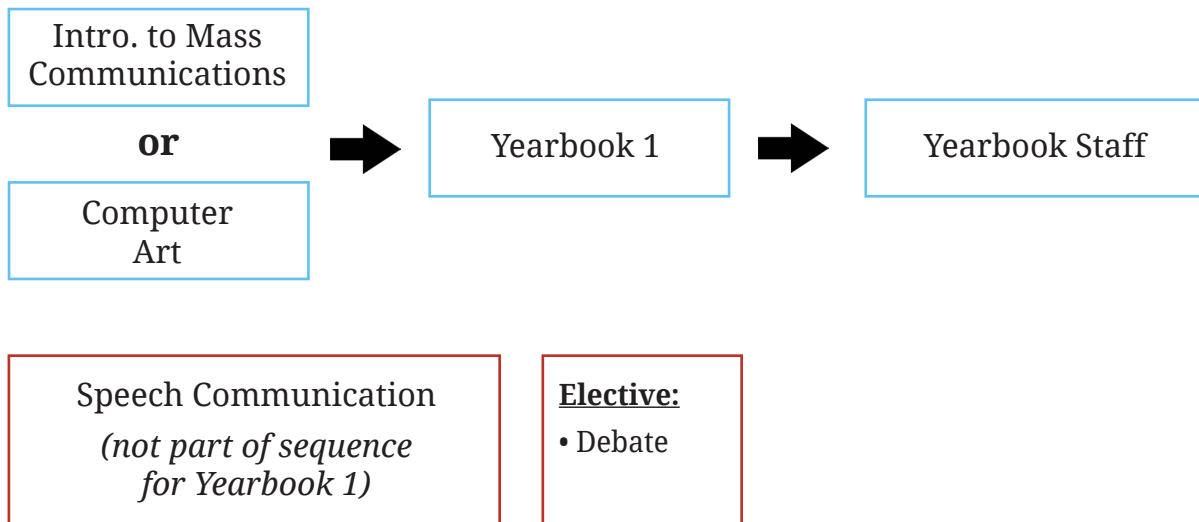 Intro. to Mass
Communications
or
Computer
Art
Yearbook 1
Yearbook Staff
Speech Communication
(not part of sequence
for Yearbook 1)
Elective:
• Debate